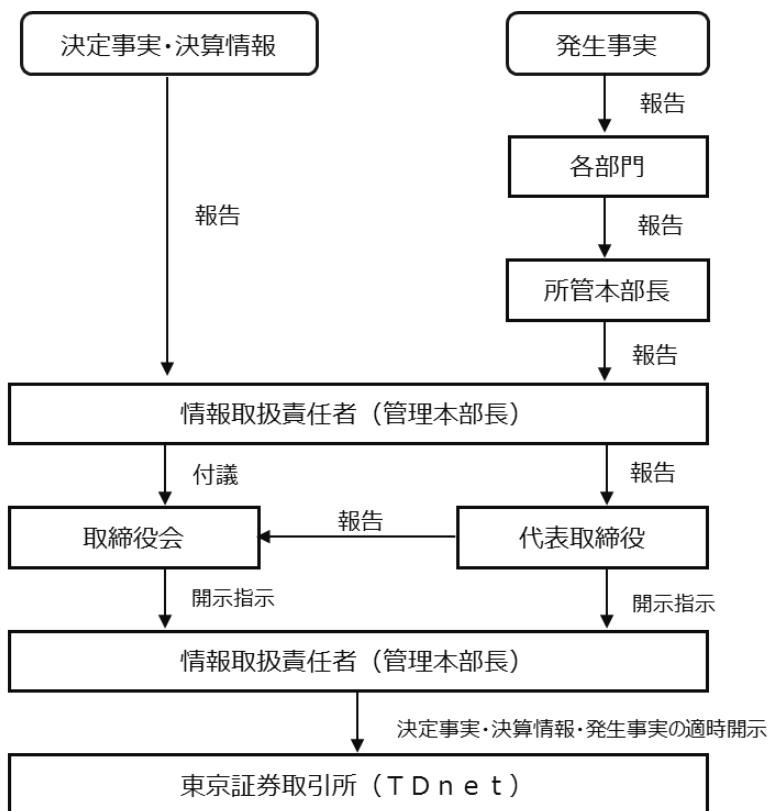 決定事実・決算情報
発生事実
報告
各部門
報告
報告
所管本部長
報告
情報取扱責任者（管理本部長）
付議
報告
取締役会
報告
代表取締役
開示指示
開示指示
情報取扱責任者（管理本部長）
決定事実・決算情報・発生事実の適時開示
東京証券取引所（ＴＤｎｅｔ）